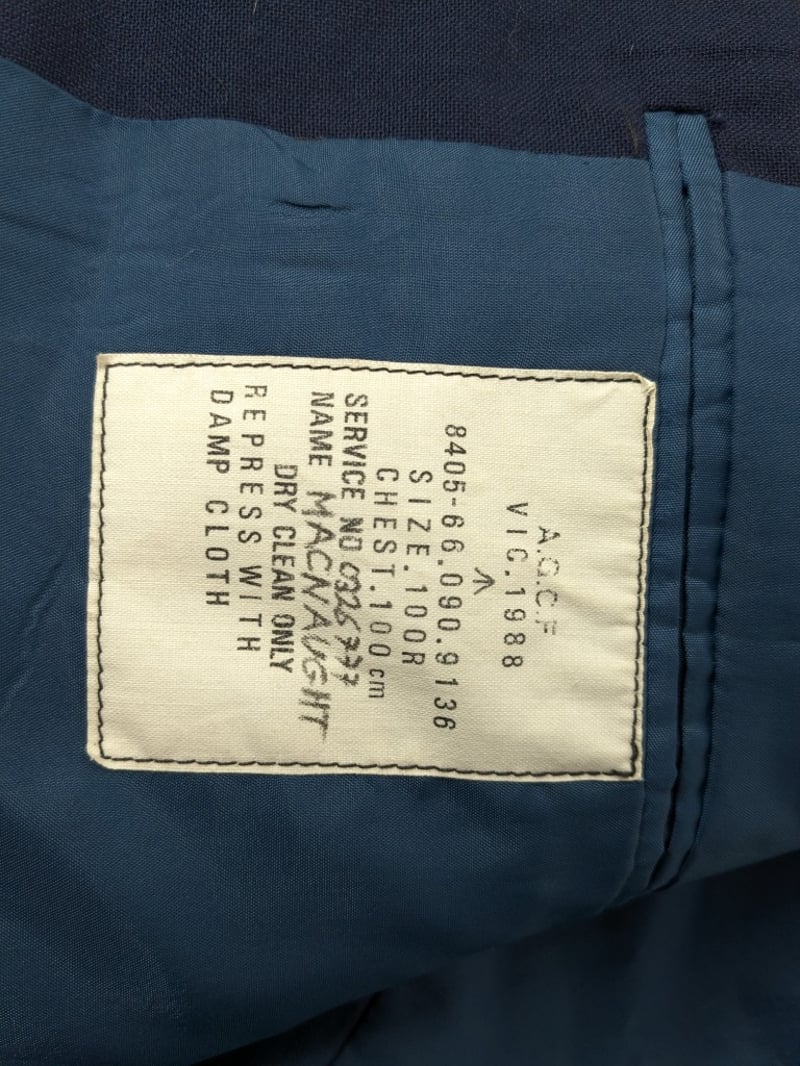 A.G.C.F
VIC.1988
8405-66.090.9136
SIZE.100R
CHEST.100cm
SERVICE NO 0326777
NAME MACNAUGHT
DRY CLEAN ONLY
REPRESS WITH
DAMP CLOTH